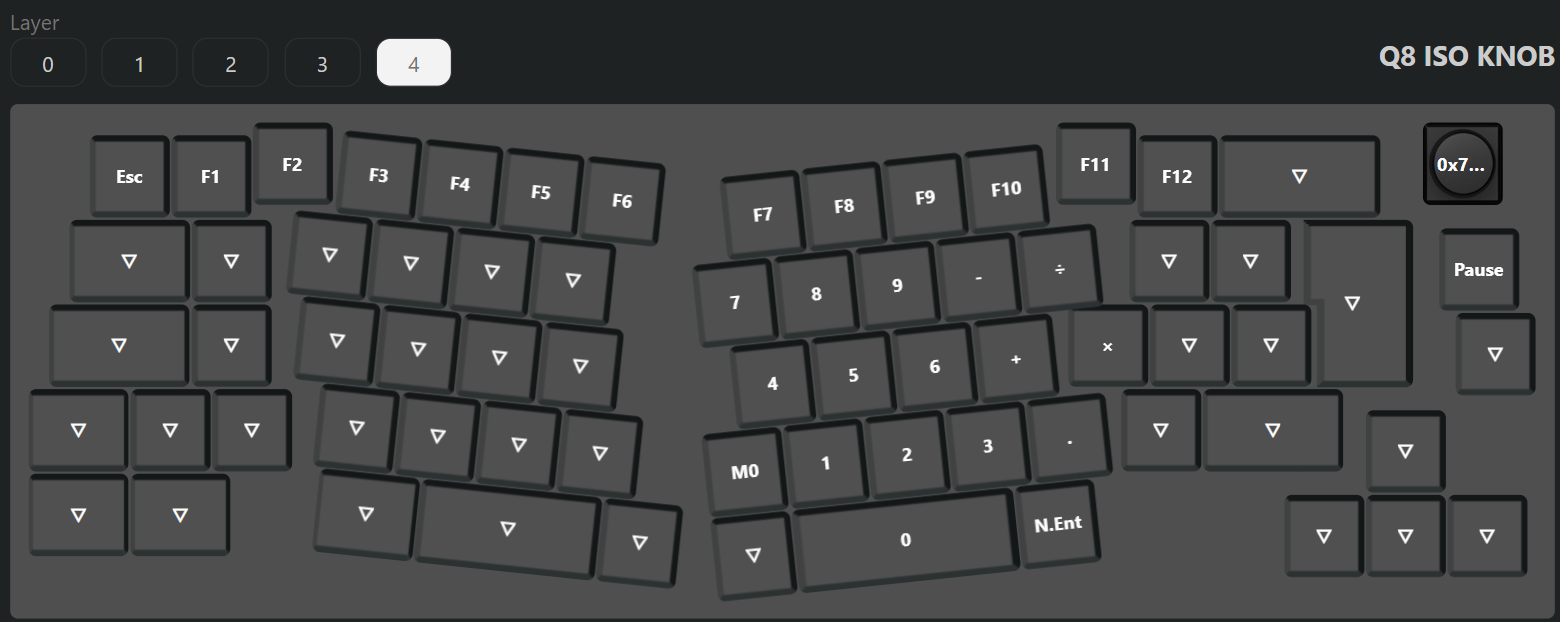 Layer
0 1 2 3 4
Q8 ISO KNOB
Esc F1 F2 F3 F4 F5 F6 F7 F8 F9 F10 F11 F12 ▽ 0x7...
▽ ▽ ▽ ▽ ▽ ▽ 7 8 9 - ÷ ▽ ▽ ▽ Pause
▽ ▽ ▽ ▽ ▽ ▽ 4 5 6 + × ▽ ▽ ▽
▽ ▽ ▽ ▽ ▽ ▽ ▽ M0 1 2 3 . ▽ ▽ ▽
▽ ▽ ▽ ▽ ▽ ▽ 0 N.Ent ▽ ▽ ▽